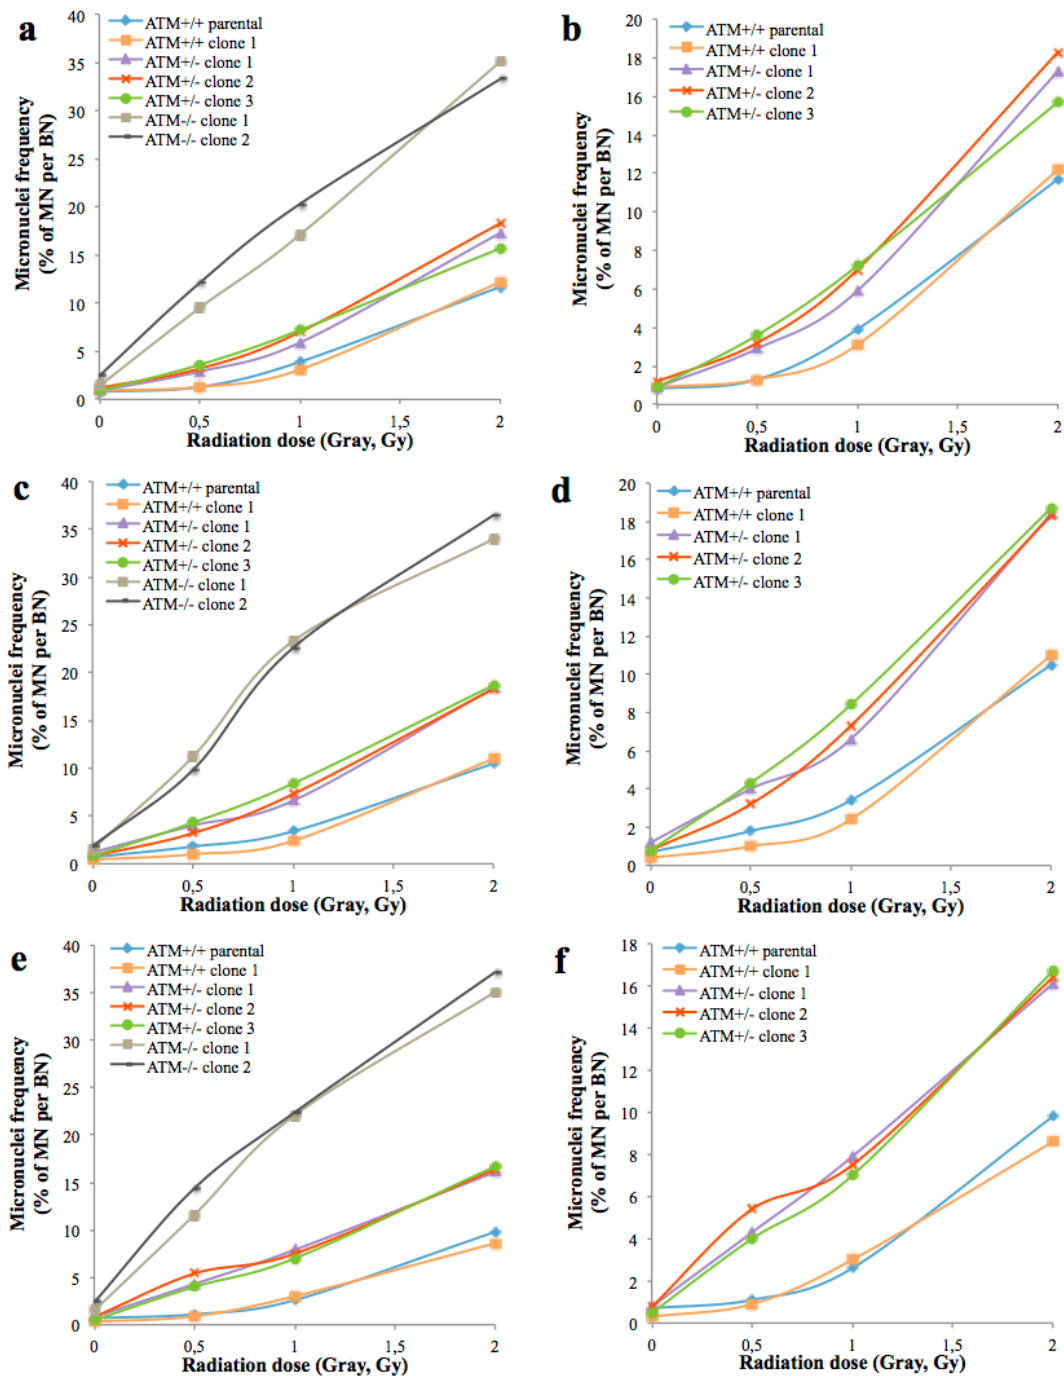 a
ATM+/+ parental
ATM+/+ clone 1
ATM+/- clone 1
ATM+/- clone 2
ATM+/- clone 3
ATM-/- clone 1
ATM-/- clone 2
Micronuclei frequency
(% of MN per BN)
40
35
30
25
20
15
10
5
0
0 0,5 1 1,5 2
Radiation dose (Gray, Gy)
b
ATM+/+ parental
ATM+/+ clone 1
ATM+/- clone 1
ATM+/- clone 2
ATM+/- clone 3
Micronuclei frequency
(% of MN per BN)
20
18
16
14
12
10
8
6
4
2
0
0 0,5 1 1,5 2
Radiation dose (Gray, Gy)
c
ATM+/+ parental
ATM+/+ clone 1
ATM+/- clone 1
ATM+/- clone 2
ATM+/- clone 3
ATM-/- clone 1
ATM-/- clone 2
Micronuclei frequency
(% of MN per BN)
40
35
30
25
20
15
10
5
0
0 0,5 1 1,5 2
Radiation dose (Gray, Gy)
d
ATM+/+ parental
ATM+/+ clone 1
ATM+/- clone 1
ATM+/- clone 2
ATM+/- clone 3
Micronuclei frequency
(% of MN per BN)
20
18
16
14
12
10
8
6
4
2
0
0 0,5 1 1,5 2
Radiation dose (Gray, Gy)
e
ATM+/+ parental
ATM+/+ clone 1
ATM+/- clone 1
ATM+/- clone 2
ATM+/- clone 3
ATM-/- clone 1
ATM-/- clone 2
Micronuclei frequency
(% of MN per BN)
40
35
30
25
20
15
10
5
0
0 0,5 1 1,5 2
Radiation dose (Gray, Gy)
f
ATM+/+ parental
ATM+/+ clone 1
ATM+/- clone 1
ATM+/- clone 2
ATM+/- clone 3
Micronuclei frequency
(% of MN per BN)
18
16
14
12
10
8
6
4
2
0
0 0,5 1 1,5 2
Radiation dose (Gray, Gy)